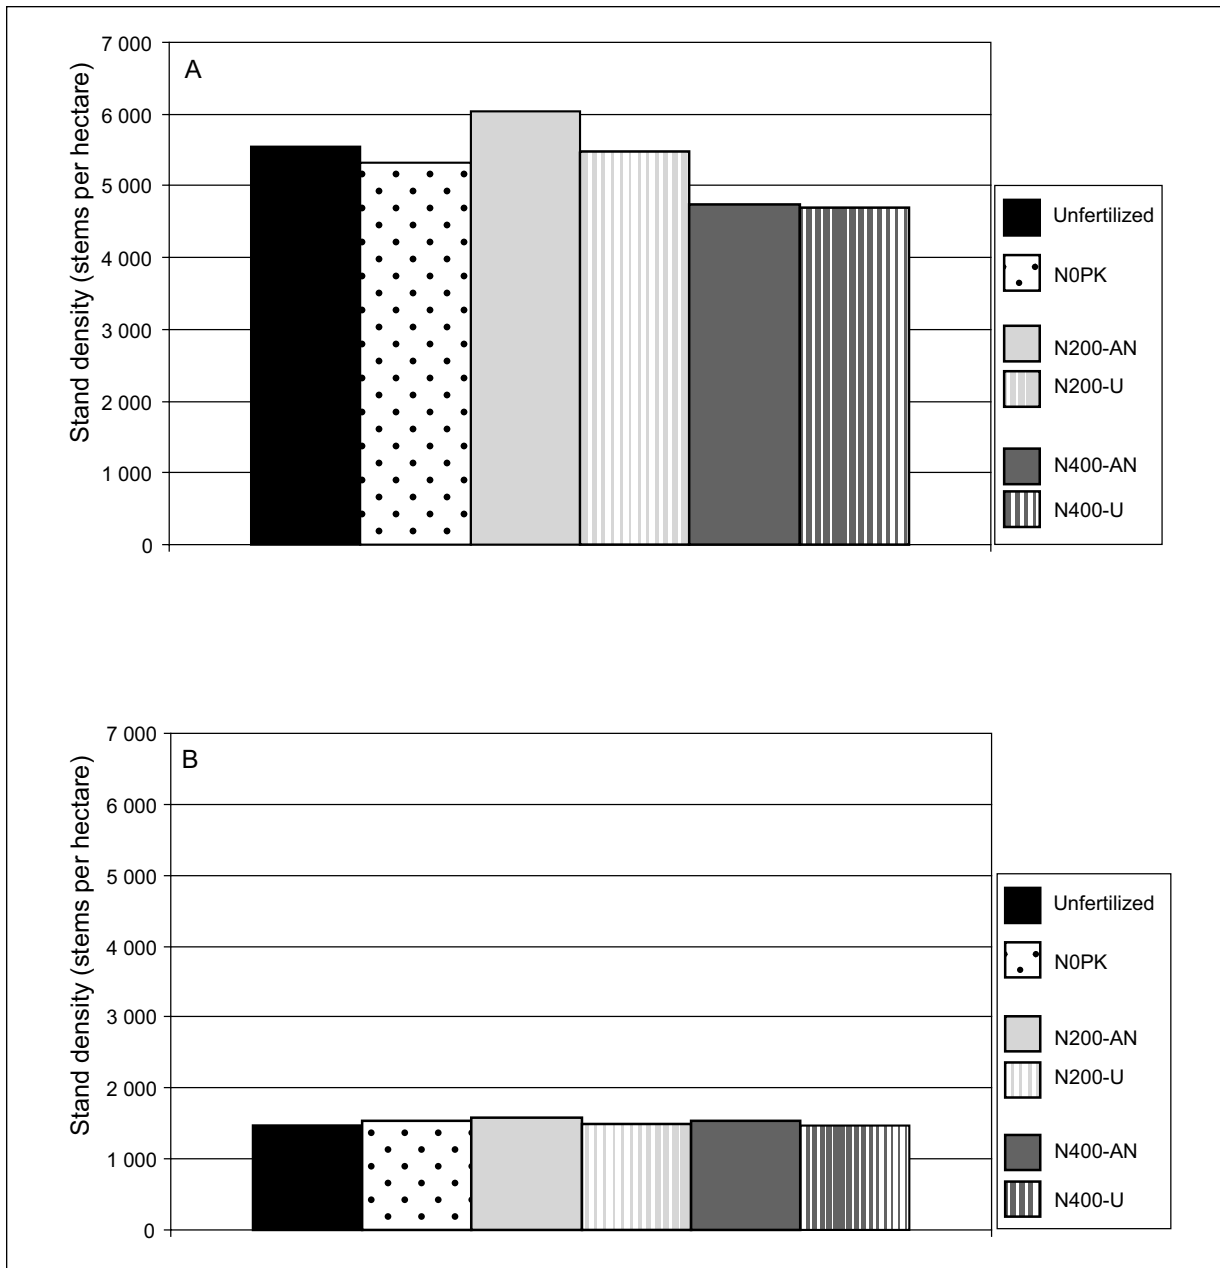 A
Stand density (stems per hectare)
7 000
6 000
5 000
4 000
3 000
2 000
1 000
0
Unfertilized
N0PK
N200-AN
N200-U
N400-AN
N400-U
B
Stand density (stems per hectare)
7 000
6 000
5 000
4 000
3 000
2 000
1 000
0
Unfertilized
N0PK
N200-AN
N200-U
N400-AN
N400-U